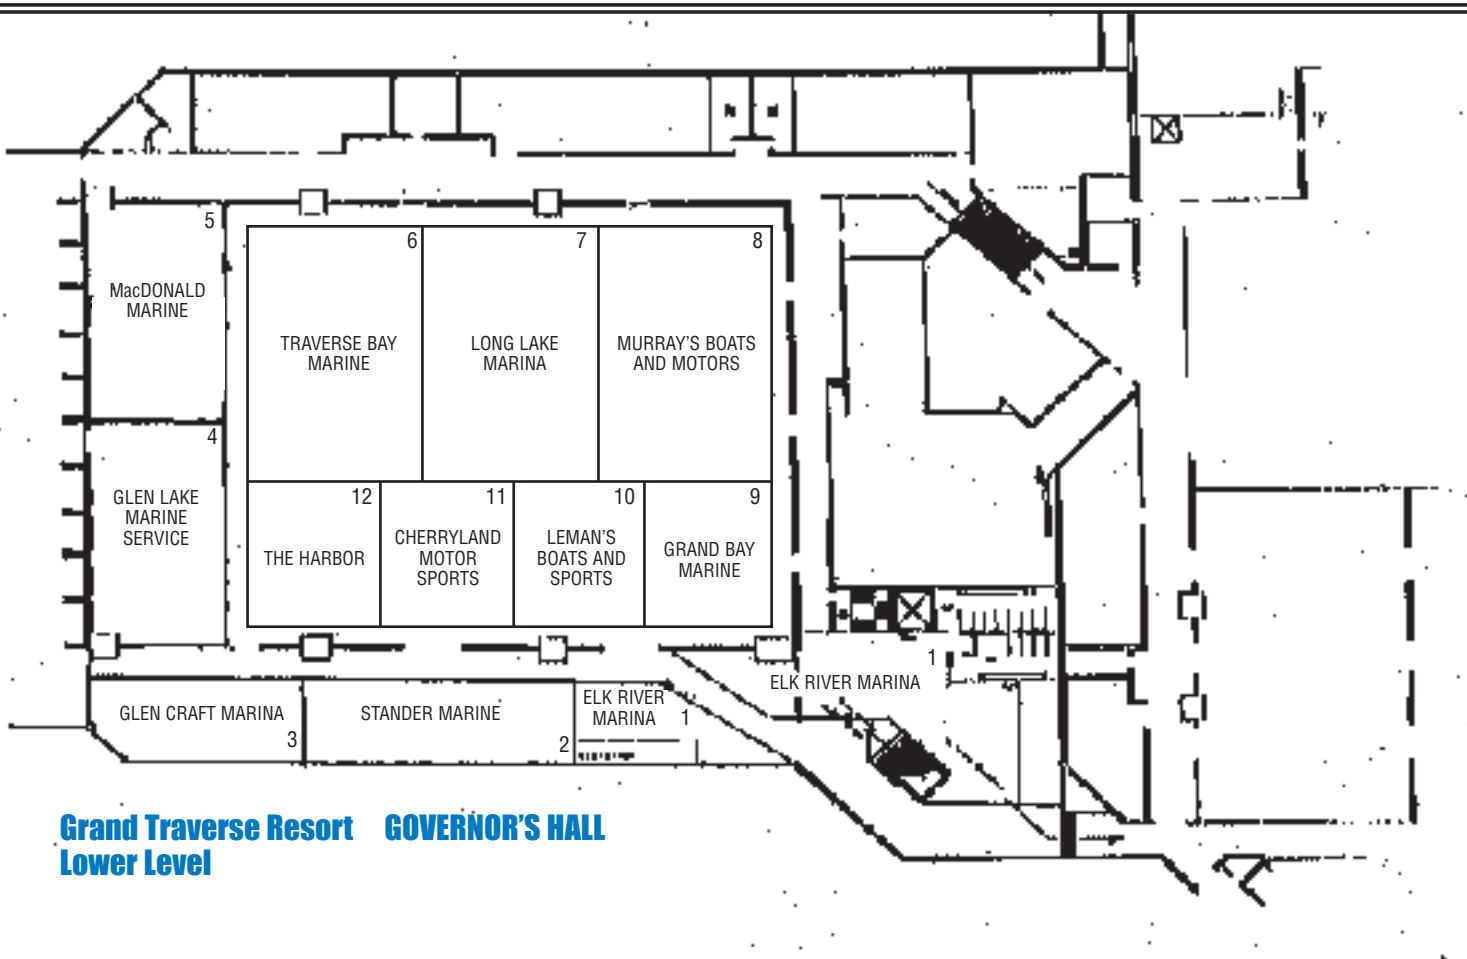 5
MacDONALD
MARINE
6
TRAVERSE BAY
MARINE
7
LONG LAKE
MARINA
8
MURRAY'S BOATS
AND MOTORS
4
GLEN LAKE
MARINE
SERVICE
12
THE HARBOR
11
CHERRYLAND
MOTOR
SPORTS
10
LEMAN'S
BOATS AND
SPORTS
9
GRAND BAY
MARINE
1
ELK RIVER MARINA
GLEN CRAFT MARINA
3
STANDER MARINE
2
ELK RIVER
MARINA
1
Grand Traverse Resort GOVERNOR'S HALL
Lower Level